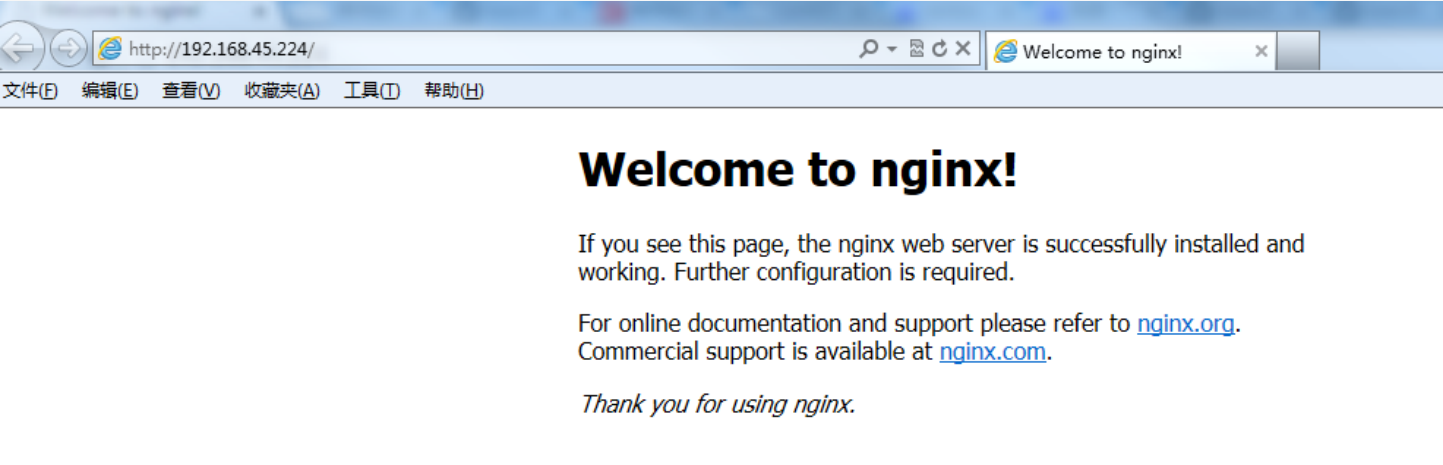 http://192.168.45.224/
Welcome to nginx!
文件(F) 编辑(E) 查看(V) 收藏夹(A) 工具(T) 帮助(H)
Welcome to nginx!
If you see this page, the nginx web server is successfully installed and
working. Further configuration is required.
For online documentation and support please refer to nginx.org.
Commercial support is available at nginx.com.
Thank you for using nginx.